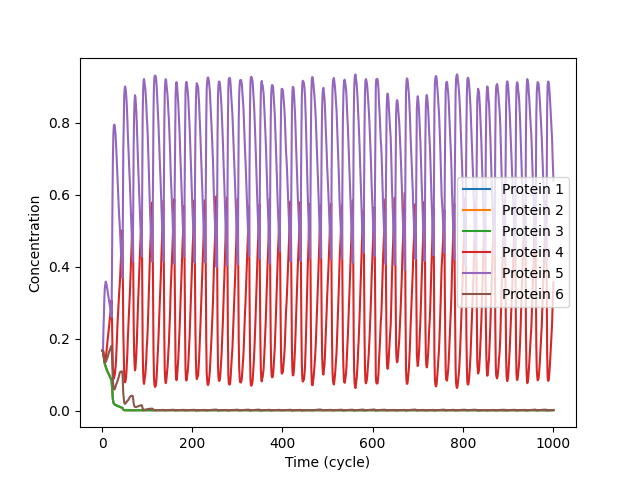 Concentration
0.8
0.6
0.4
0.2
0.0
Protein 1
Protein 2
Protein 3
Protein 4
Protein 5
Protein 6
0 200 400 600 800 1000
Time (cycle)